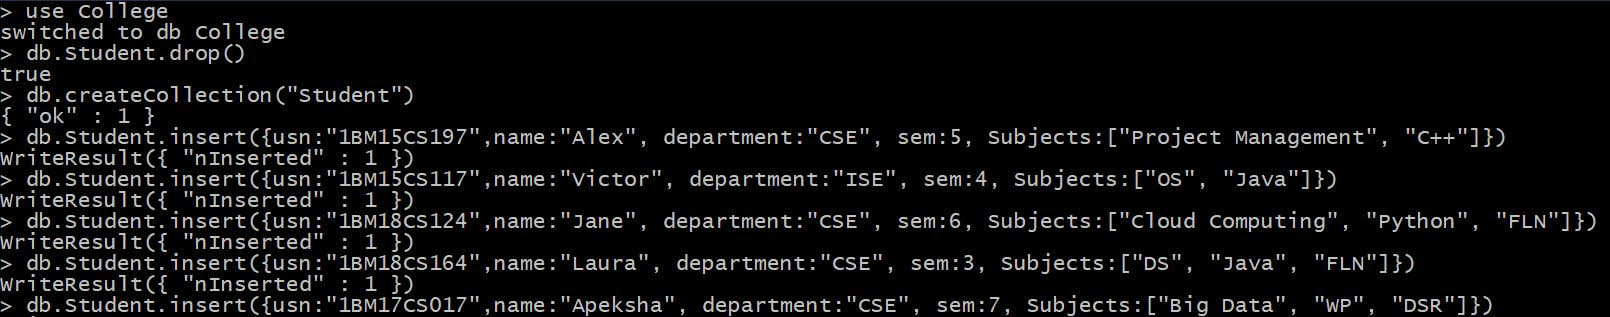 > use College
switched to db College
> db.Student.drop()
true
> db.createCollection("Student")
{ "ok" : 1 }
> db.Student.insert({usn:"1BM15CS197",name:"Alex", department:"CSE", sem:5, Subjects:["Project Management", "C++"]})
WriteResult({ "nInserted" : 1 })
> db.Student.insert({usn:"1BM15CS117",name:"Victor", department:"ISE", sem:4, Subjects:["OS", "Java"]})
WriteResult({ "nInserted" : 1 })
> db.Student.insert({usn:"1BM18CS124",name:"Jane", department:"CSE", sem:6, Subjects:["Cloud Computing", "Python", "FLN"]})
WriteResult({ "nInserted" : 1 })
> db.Student.insert({usn:"1BM18CS164",name:"Laura", department:"CSE", sem:3, Subjects:["DS", "Java", "FLN"]})
WriteResult({ "nInserted" : 1 })
> db.Student.insert({usn:"1BM17CS017",name:"Apeksha", department:"CSE", sem:7, Subjects:["Big Data", "WP", "DSR"]})